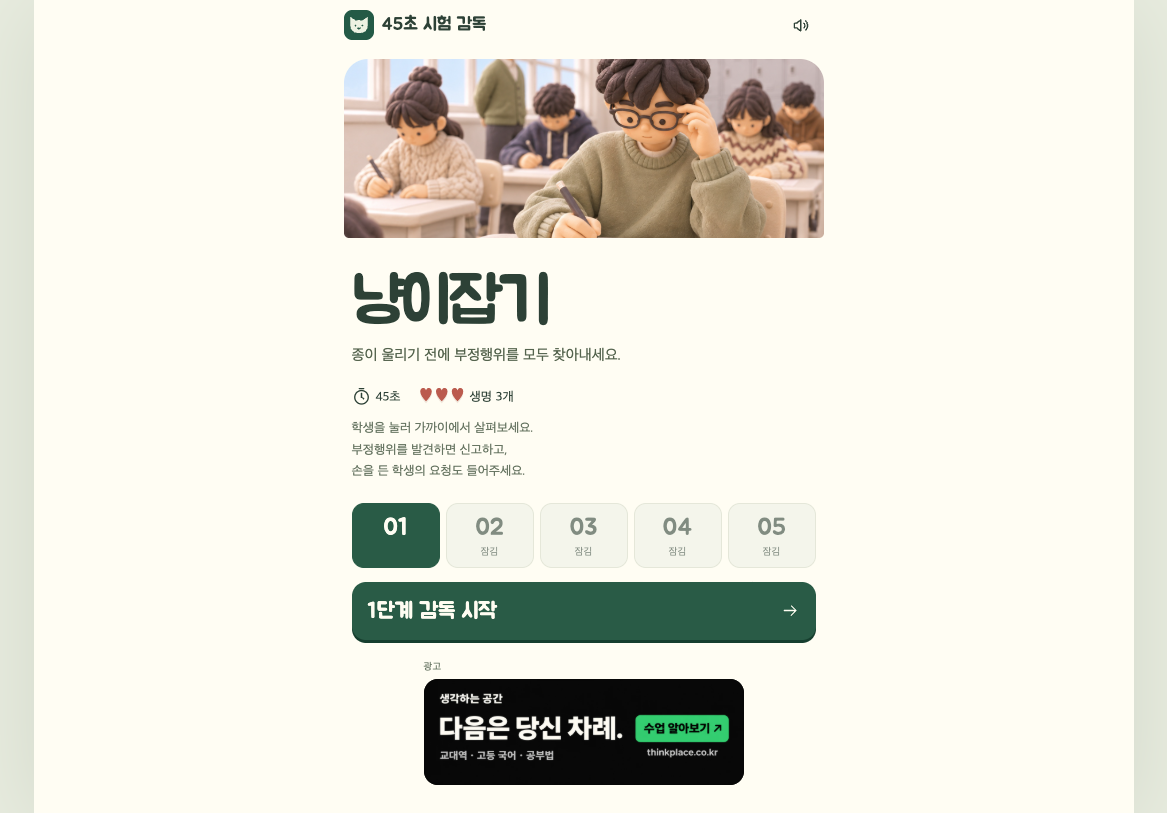 45초 시험 감독
냥이잡기
종이 울리기 전에 부정행위를 모두 찾아내세요.
45초 생명 3개
학생을 눌러 가까이에서 살펴보세요.
부정행위를 발견하면 신고하고,
손을 든 학생의 요청도 들어주세요.
01 02 03 04 05
잠김 잠김 잠김 잠김
1단계 감독 시작
광고
생각하는 공간
다음은 당신 차례.
수업 알아보기
교대역 · 고등 국어 · 공부법
thinkplace.co.kr